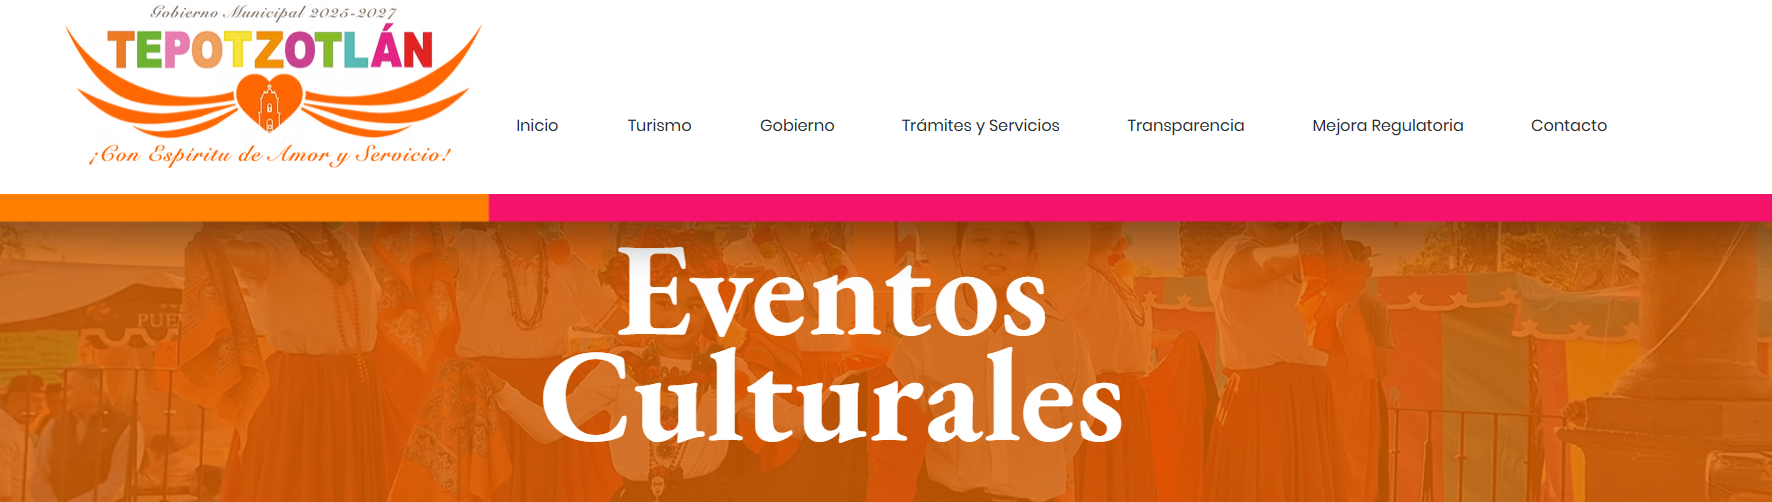 Gobierno Municipal 2025-2027
TEPOTZOTLÁN
¡Con Espíritu de Amor y Servicio!
Inicio Turismo Gobierno Trámites y Servicios Transparencia Mejora Regulatoria Contacto
Eventos
Culturales